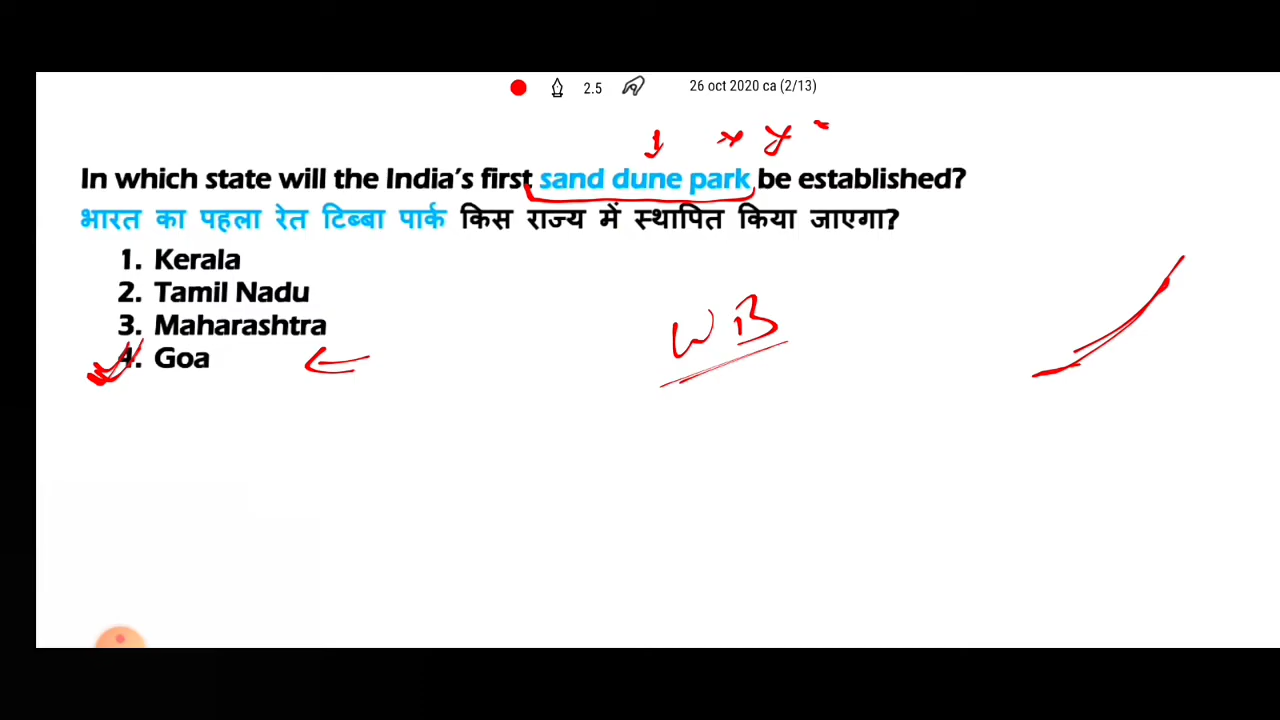 2.5 26 oct 2020 ca (2/13)
1 x y z
In which state will the India's first sand dune park be established?
भारत का पहला रेत टिब्बा पार्क किस राज्य में स्थापित किया जाएगा?
1. Kerala
2. Tamil Nadu
3. Maharashtra
4. Goa
WB